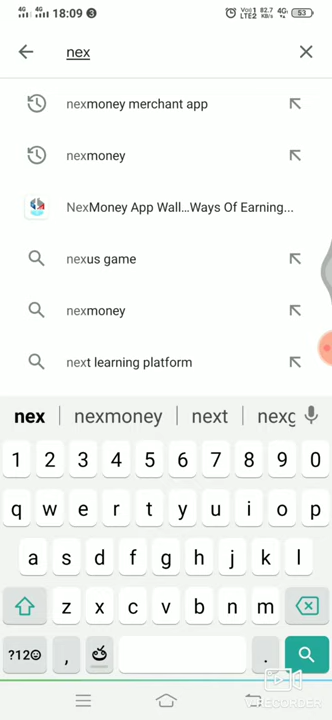 4G 4G 18:09 3 Vo1 LTE2 82.7 KB/s 4G 53
nex
nexmoney merchant app
nexmoney
NexMoney App Wall...Ways Of Earning...
nexus game
nexmoney
next learning platform
nex nexmoney next nexg
1 2 3 4 5 6 7 8 9 0
q w e r t y u i o p
a s d f g h j k l
z x c v b n m
?12 , .
RECORDER